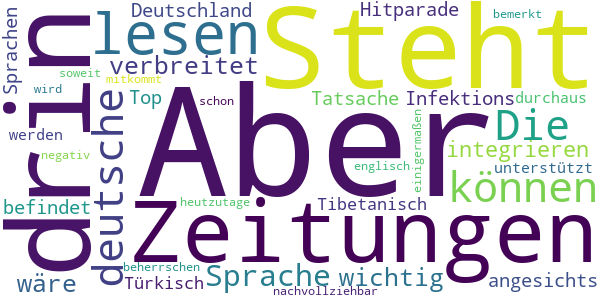 Sprachen Deutschland Hitparade bemerkt
drin lesen Steht
soweit verbreitet mitkommt
wird Top schon Tatsache Infektions durchaus
deutsche Aber Die
werden einigermaßen integrieren
negativ englisch unterstützt
befindet heutzutage Tibetanisch können
Zeitungen
beherrschen Sprache wichtig angesichts
wäre Türkisch nachvollziehbar